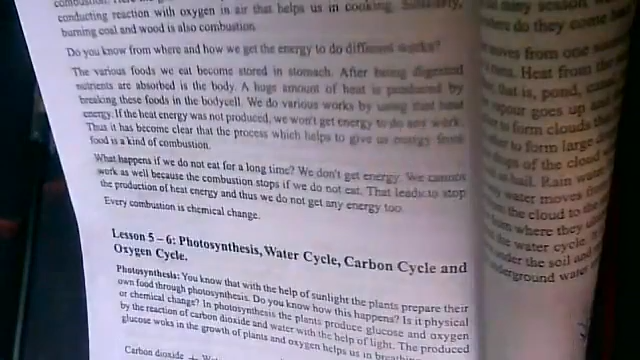 conducting reaction with oxygen in air that helps us in cooking. Similarly,
burning coal and wood is also combustion
Do you know from where and how we get the energy to do different works?
The various foods we eat become stored in stomach. After being digested
nutrients are absorbed is the body. A huge amount of heat is produced by
breaking these foods in the bodycell. We do various works by using that heat
energy. If the heat energy was not produced, we won't get energy to do any work.
Thus it has become clear that the process which helps to give us energy from
food is a kind of combustion.
What happens if we do not eat for a long time? We don't get energy. We cannot
work as well because the combustion stops if we do not eat. That leads to stop
the production of heat energy and thus we do not get any energy too.
Every combustion is chemical change.
Lesson 5 – 6: Photosynthesis, Water Cycle, Carbon Cycle and
Oxygen Cycle.
Photosynthesis: You know that with the help of sunlight the plants prepare their
own food through photosynthesis. Do you know how this happens? Is it physical
or chemical change? In photosynthesis the plants produce glucose and oxygen
by the reaction of carbon dioxide and water with the help of light. The produced
glucose woks in the growth of plants and oxygen helps us in
Carbon dioxide +
season
do they come
from one
Heat from the
that is, pond,
goes up and
to form clouds
to form large
of the cloud
hail. Rain water
water moves
the cloud to the
where they
the water cycle.
under the soil and
underground water